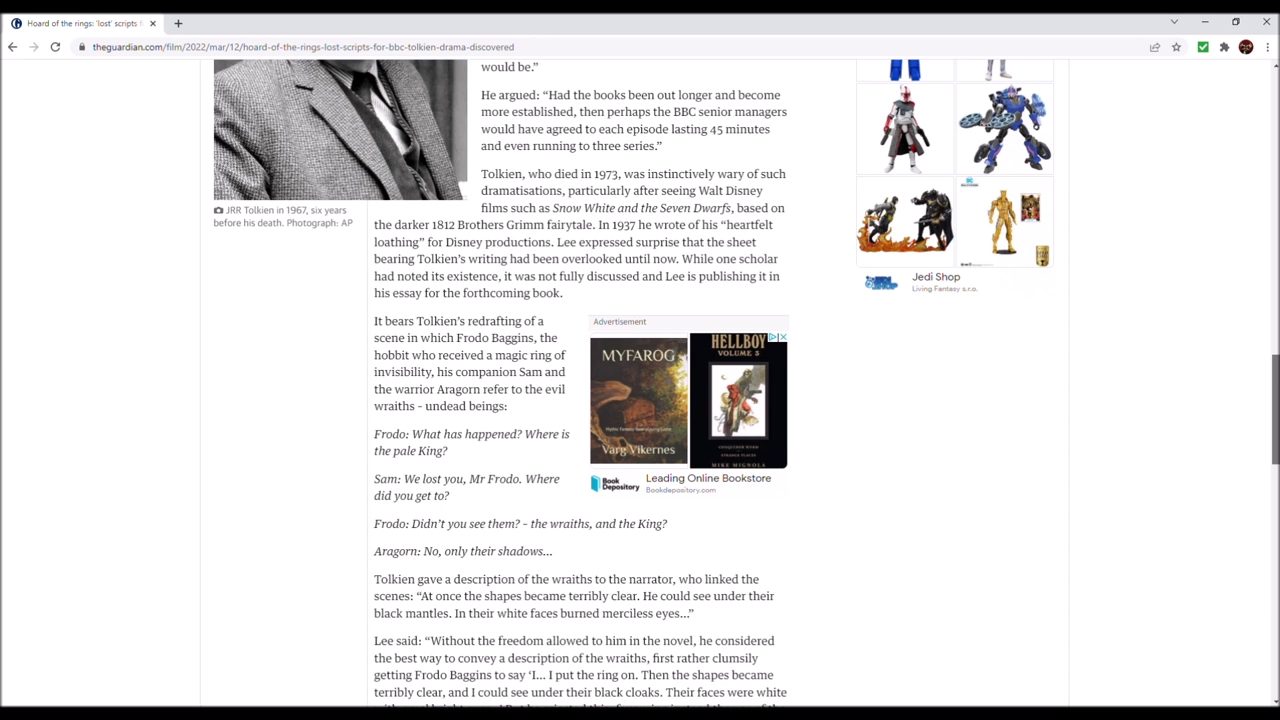 Hoard of the rings: 'lost' scripts
theguardian.com/film/2022/mar/12/hoard-of-the-rings-lost-scripts-for-bbc-tolkien-drama-discovered
would be.”
He argued: “Had the books been out longer and become
more established, then perhaps the BBC senior managers
would have agreed to each episode lasting 45 minutes
and even running to three series.”
Tolkien, who died in 1973, was instinctively wary of such
dramatisations, particularly after seeing Walt Disney
films such as Snow White and the Seven Dwarfs, based on
the darker 1812 Brothers Grimm fairytale. In 1937 he wrote of his “heartfelt
loathing” for Disney productions. Lee expressed surprise that the sheet
bearing Tolkien’s writing had been overlooked until now. While one scholar
had noted its existence, it was not fully discussed and Lee is publishing it in
his essay for the forthcoming book.
JRR Tolkien in 1967, six years
before his death. Photograph: AP
It bears Tolkien’s redrafting of a
scene in which Frodo Baggins, the
hobbit who received a magic ring of
invisibility, his companion Sam and
the warrior Aragorn refer to the evil
wraiths – undead beings:
Frodo: What has happened? Where is
the pale King?
Sam: We lost you, Mr Frodo. Where
did you get to?
Frodo: Didn’t you see them? – the wraiths, and the King?
Aragorn: No, only their shadows…
Tolkien gave a description of the wraiths to the narrator, who linked the
scenes: “At once the shapes became terribly clear. He could see under their
black mantles. In their white faces burned merciless eyes…”
Lee said: “Without the freedom allowed to him in the novel, he considered
the best way to convey a description of the wraiths, first rather clumsily
getting Frodo Baggins to say ‘I… I put the ring on. Then the shapes became
terribly clear, and I could see under their black cloaks. Their faces were white
Advertisement
MYFAROG
Varg Vikernes
HELLBOY
VOLUME 3
MIKE MIGNOLA
Book
Depository
Leading Online Bookstore
Bookdepository.com
Jedi Shop
Living Fantasy s.r.o.